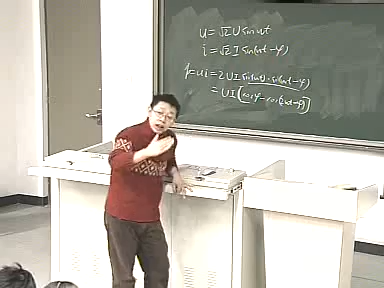 u = √2 U sin ωt
i = √2 I sin(ωt - φ)
p = ui = 2UI sin ωt · sin(ωt - φ)
= UI [cos φ - cos(2ωt - φ)]